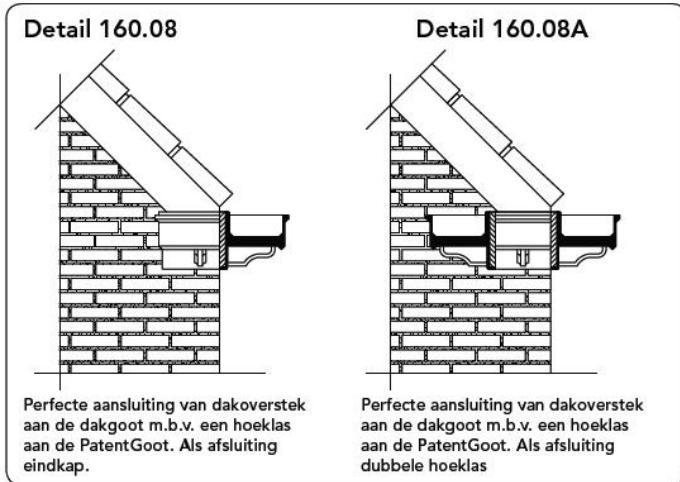 Detail 160.08
Perfecte aansluiting van dakoverstek
aan de dakgoot m.b.v. een hoeklas
aan de PatentGoot. Als afsluiting
eindkap.
Detail 160.08A
Perfecte aansluiting van dakoverstek
aan de dakgoot m.b.v. een hoeklas
aan de PatentGoot. Als afsluiting
dubbele hoeklas